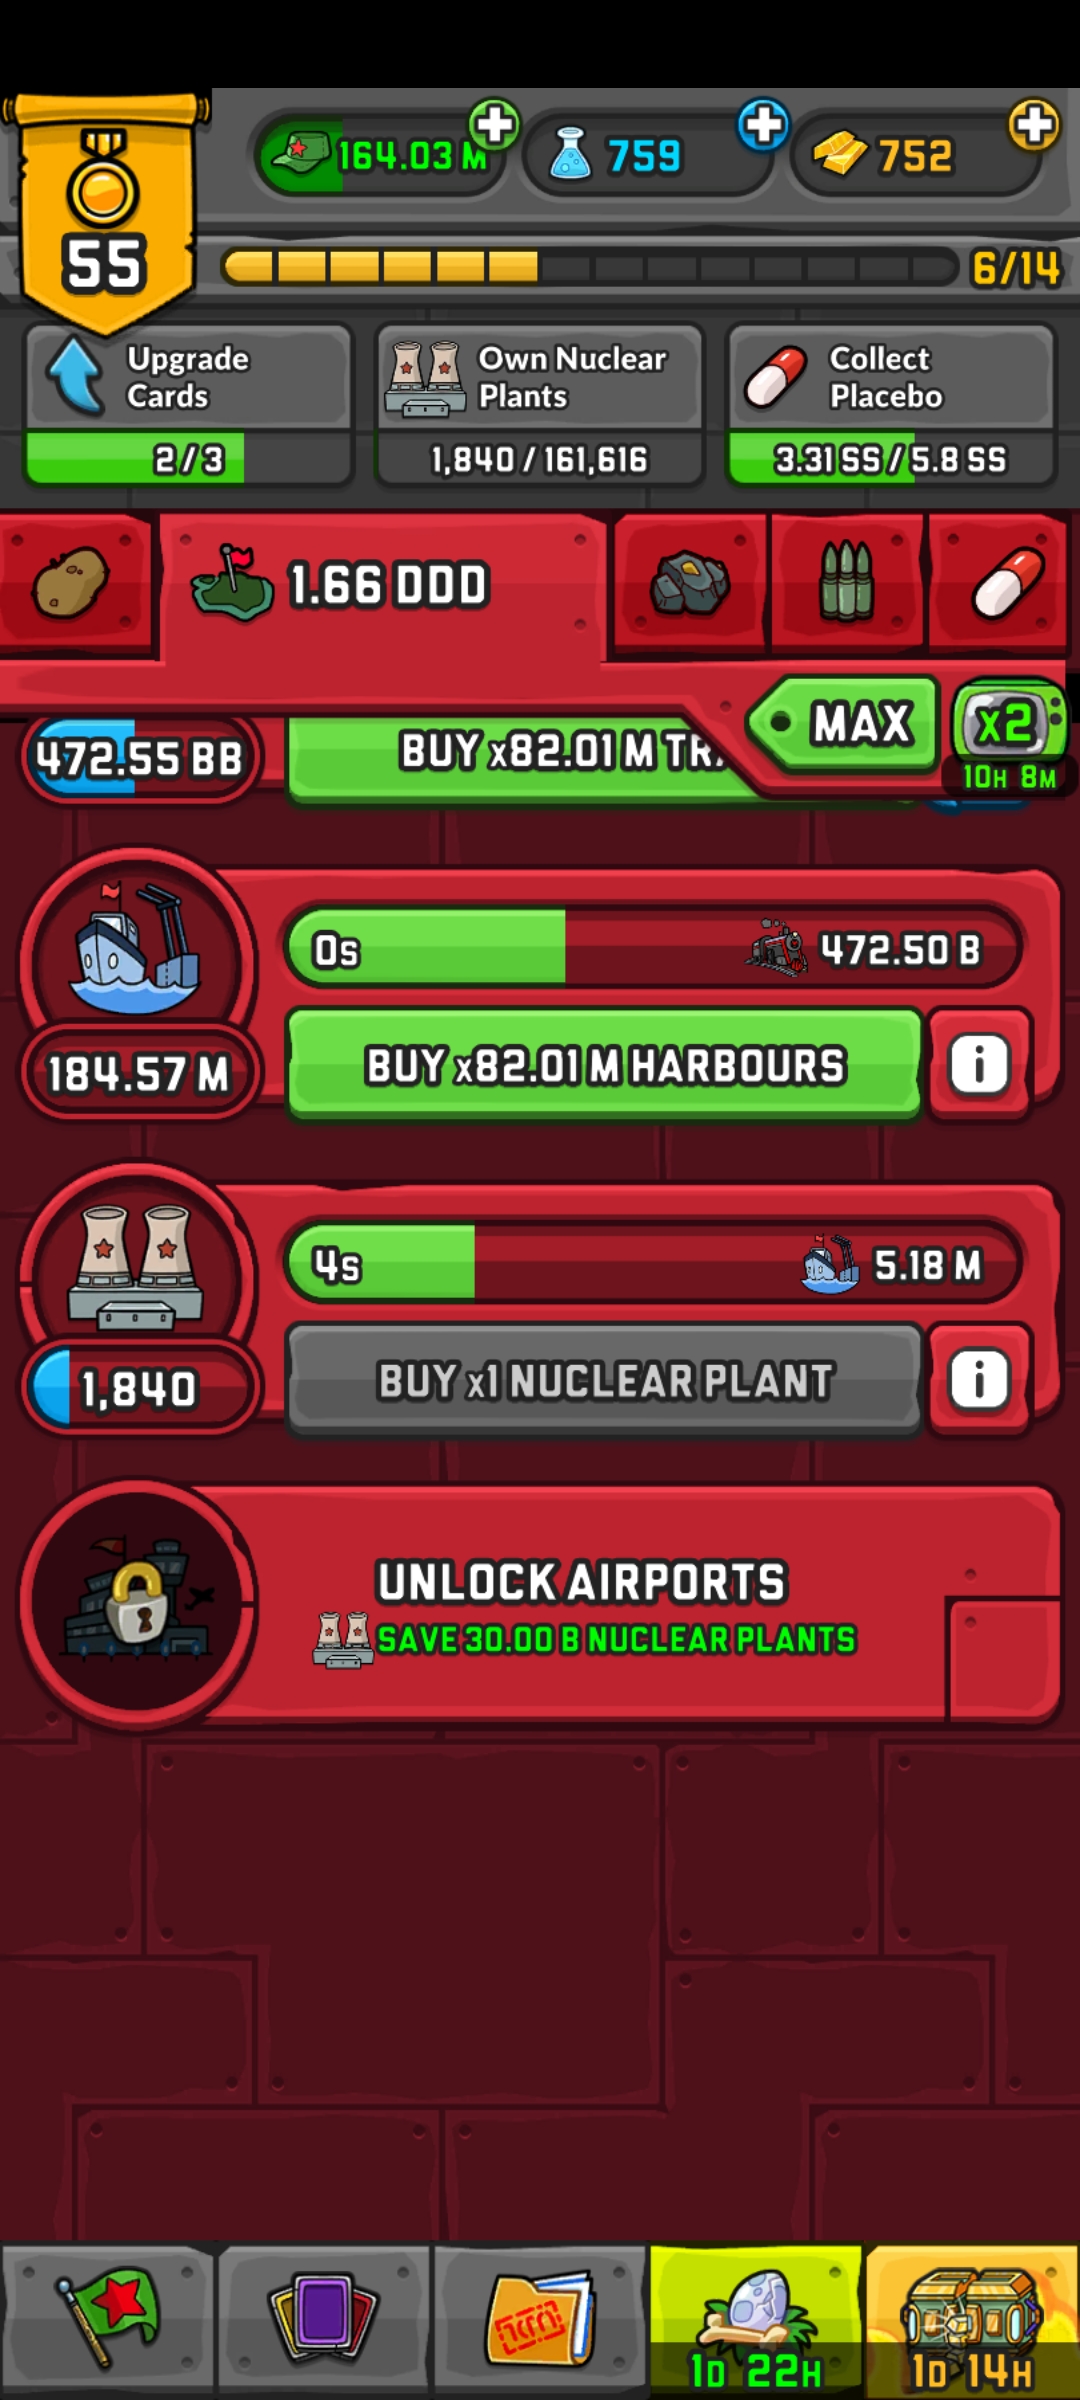 164.03 M
759
752
55
6/14
Upgrade
Cards
2/3
Own Nuclear
Plants
1,840/161,616
Collect
Placebo
3.31 SS/5.8 SS
1.66 DDD
MAX
x2
10H 8M
472.55 BB
BUY x82.01 M
0s
472.50 B
184.57 M
BUY x82.01 M HARBOURS
i
4s
5.18 M
1,840
BUY x1 NUCLEAR PLANT
i
UNLOCK AIRPORTS
SAVE 30.00 B NUCLEAR PLANTS
1D 22H
1D 14H